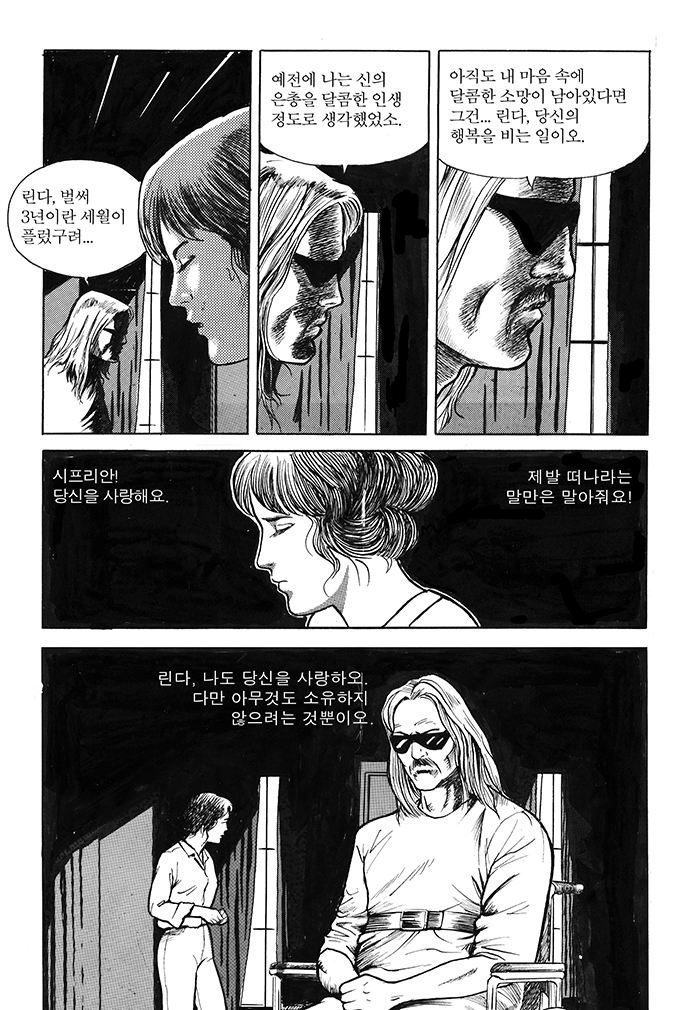 린다, 벌써
3년이란 세월이
플렀구려...
예전에 나는 신의
은총을 달콤한 인생
정도로 생각했었소.
아직도 내 마음 속에
달콤한 소망이 남아있다면
그건... 린다, 당신의
행복을 비는 일이오.
시프리안!
당신을 사랑해요.
제발 떠나라는
말만은 말아줘요!
린다, 나도 당신을 사랑하오.
다만 아무것도 소유하지
않으려는 것뿐이오.